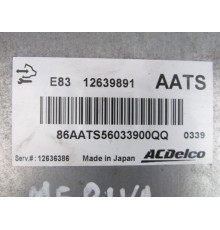 E83 12639891 AATS
86AATS56033900QQ 0339
Serv.#: 12636386 Made in Japan ACDelco